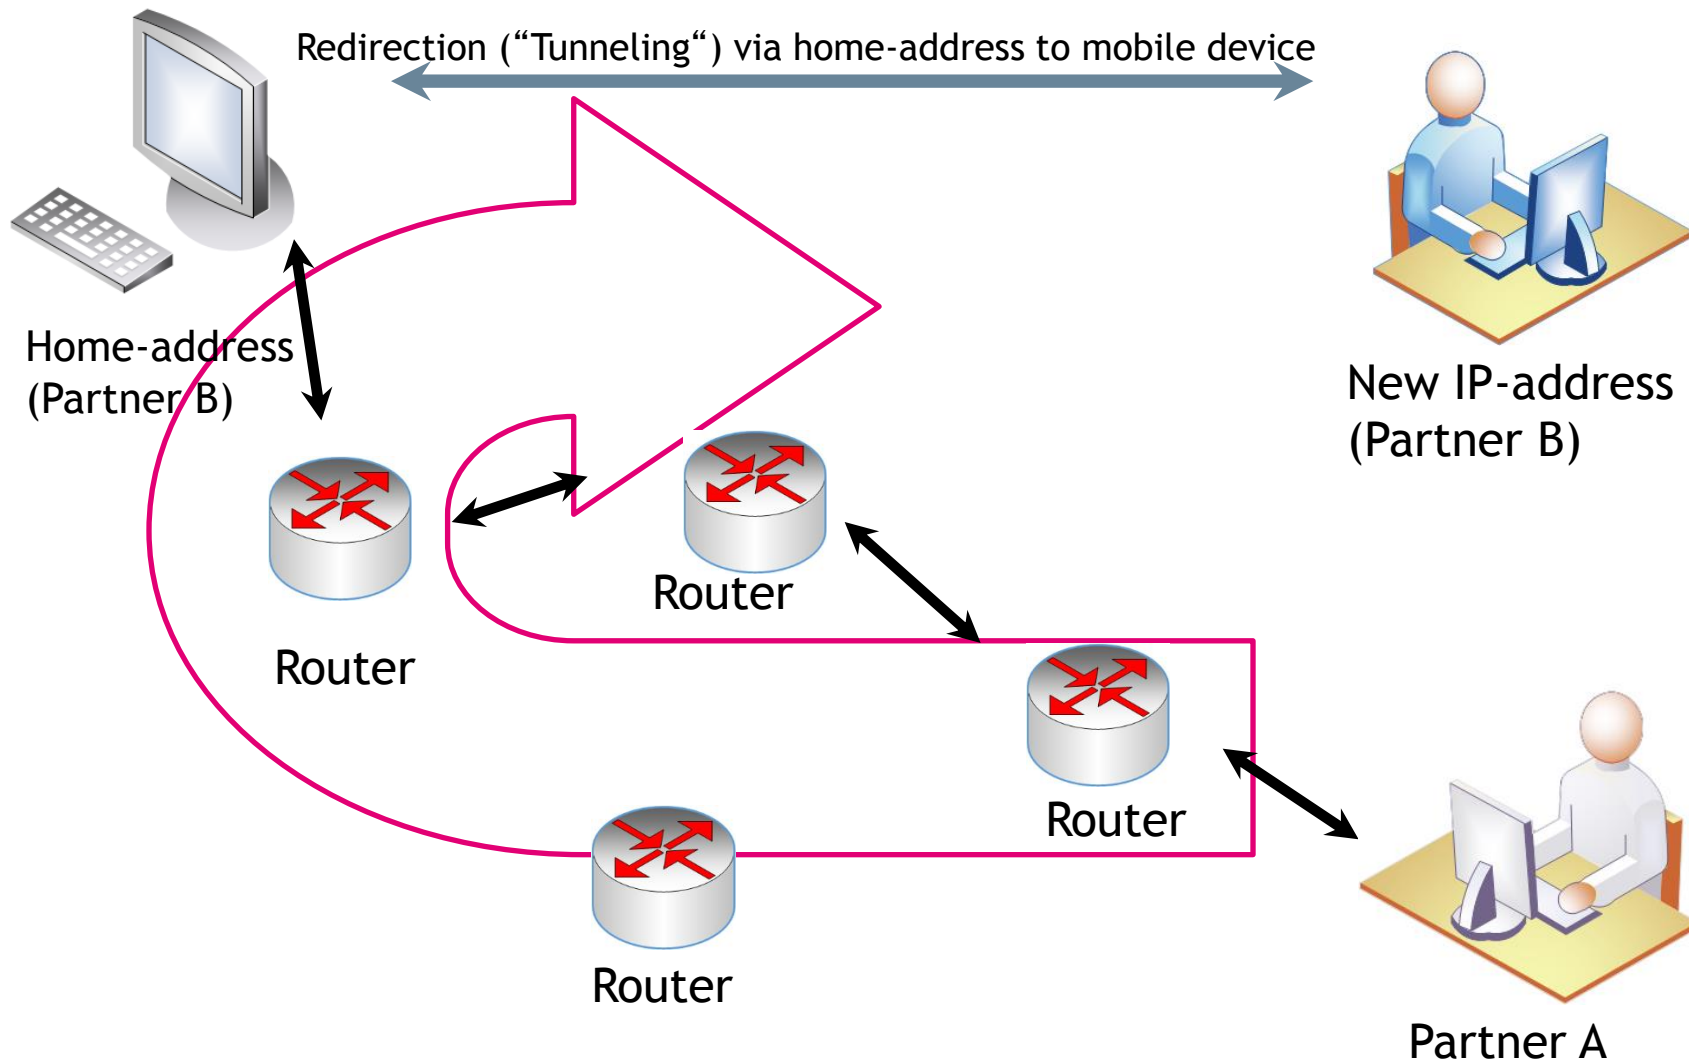 Redirection (“Tunneling“) via home-address to mobile device
Home-address
(Partner B)
New IP-address
(Partner B)
Router
Router
Router
Router
Partner A